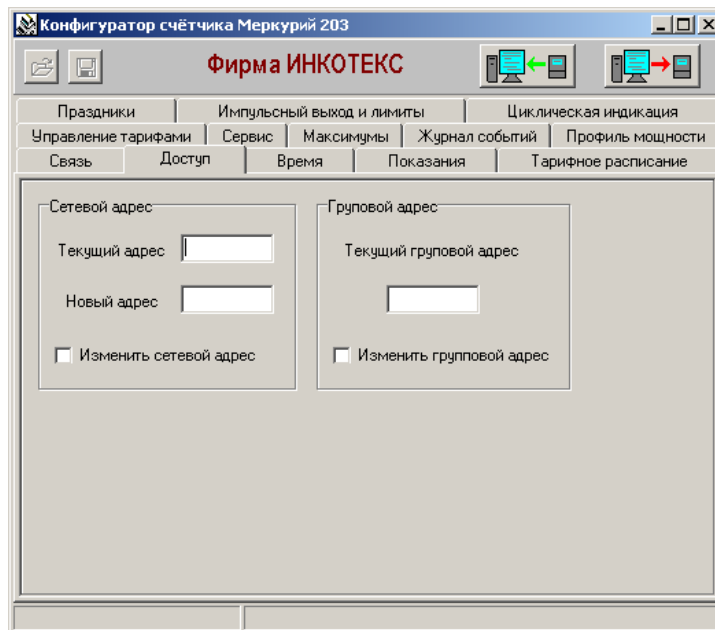 Конфигуратор счётчика Меркурий 203
Фирма ИНКОТЕКС
Праздники Импульсный выход и лимиты Циклическая индикация
Управление тарифами Сервис Максимумы Журнал событий Профиль мощности
Связь Доступ Время Показания Тарифное расписание
Сетевой адрес
Текущий адрес
Новый адрес
Изменить сетевой адрес
Груповой адрес
Текущий груповой адрес
Изменить групповой адрес